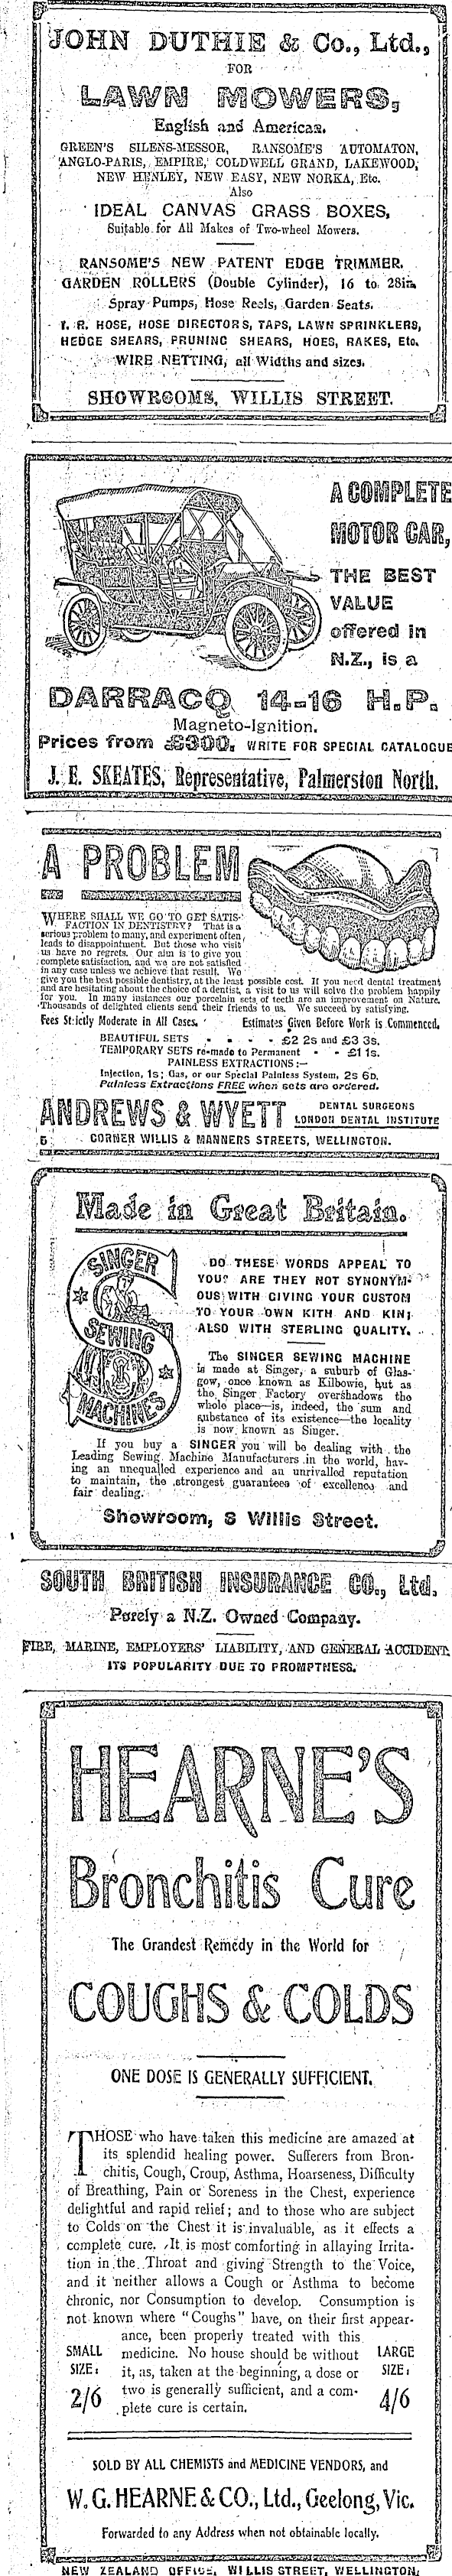 JOHN DUTHIE & Co., Ltd.,
FOR
LAWN MOWERS,
English and American.
GREEN'S SILENS-MESSOR, RANSOME'S AUTOMATON,
ANGLO-PARIS, EMPIRE, COLDWELL GRAND, LAKEWOOD,
NEW HENLEY, NEW EASY, NEW NORKA, Etc.
Also
IDEAL CANVAS GRASS BOXES,
Suitable for All Makes of Two-wheel Mowers.
RANSOME'S NEW PATENT EDGE TRIMMER.
GARDEN ROLLERS (Double Cylinder), 16 to 28in.
Spray Pumps, Hose Reels, Garden Seats.
I. R. HOSE, HOSE DIRECTORS, TAPS, LAWN SPRINKLERS,
HEDGE SHEARS, PRUNING SHEARS, HOES, RAKES, Etc.
WIRE NETTING, all Widths and sizes.
SHOWROOMS, WILLIS STREET.
A COMPLETE
MOTOR CAR,
THE BEST
VALUE
offered in
N.Z., is a
DARRACQ 14-16 H.P.
Magneto-Ignition.
Prices from £300. WRITE FOR SPECIAL CATALOGUE
J. E. SKEATES, Representative, Palmerston North.
A PROBLEM
WHERE SHALL WE GO TO GET SATIS-
FACTION IN DENTISTRY? That is a
serious problem to many, and experiment often
leads to disappointment. But those who visit
us have no regrets. Our aim is to give you
complete satisfaction, and we are not satisfied
in any case unless we achieve that result. We
give you the best possible dentistry, at the least possible cost. If you need dental treatment
and are hesitating about the choice of a dentist, a visit to us will solve the problem happily
for you. In many instances our porcelain sets of teeth are an improvement on Nature.
Thousands of delighted clients send their friends to us. We succeed by satisfying.
Fees Strictly Moderate in All Cases. Estimates Given Before Work is Commenced.
BEAUTIFUL SETS - - - £2 2s and £3 3s.
TEMPORARY SETS re-made to Permanent - - £1 1s.
PAINLESS EXTRACTIONS:—
Injection, 1s; Gas, or our Special Painless System, 2s 6D.
Painless Extractions FREE when sets are ordered.
ANDREWS & WYETT
DENTAL SURGEONS
LONDON DENTAL INSTITUTE
5 CORNER WILLIS & MANNERS STREETS, WELLINGTON.
Made in Great Britain.
SINGER
SEWING
MACHINES
DO THESE WORDS APPEAL TO
YOU? ARE THEY NOT SYNONYM-
OUS WITH GIVING YOUR CUSTOM
TO YOUR OWN KITH AND KIN;
ALSO WITH STERLING QUALITY.
The SINGER SEWING MACHINE
is made at Singer, a suburb of Glas-
gow, once known as Kilbowie, but as
the Singer Factory overshadows the
whole place—is, indeed, the sum and
substance of its existence—the locality
is now known as Singer.
If you buy a SINGER you will be dealing with the
Leading Sewing Machine Manufacturers in the world, hav-
ing an unequalled experience and an unrivalled reputation
to maintain, the strongest guarantees of excellence and
fair dealing.
Showroom, 8 Willis Street.
SOUTH BRITISH INSURANCE CO., Ltd.
Purely a N.Z. Owned Company.
FIRE, MARINE, EMPLOYERS' LIABILITY, AND GENERAL ACCIDENT.
ITS POPULARITY DUE TO PROMPTNESS.
HEARNE'S
Bronchitis Cure
The Grandest Remedy in the World for
COUGHS & COLDS
ONE DOSE IS GENERALLY SUFFICIENT.
THOSE who have taken this medicine are amazed at
its splendid healing power. Sufferers from Bron-
chitis, Cough, Croup, Asthma, Hoarseness, Difficulty
of Breathing, Pain or Soreness in the Chest, experience
delightful and rapid relief; and to those who are subject
to Colds on the Chest it is invaluable, as it effects a
complete cure. It is most comforting in allaying Irrita-
tion in the Throat and giving Strength to the Voice,
and it neither allows a Cough or Asthma to become
Chronic, nor Consumption to develop. Consumption is
not known where "Coughs" have, on their first appear-
ance, been properly treated with this
medicine. No house should be without
it, as, taken at the beginning, a dose or
two is generally sufficient, and a com-
plete cure is certain.
SMALL
SIZE:
2/6
LARGE
SIZE:
4/6
SOLD BY ALL CHEMISTS and MEDICINE VENDORS, and
W. G. HEARNE & CO., Ltd., Geelong, Vic.
Forwarded to any Address when not obtainable locally.
NEW ZEALAND OFFICE, WILLIS STREET, WELLINGTON.